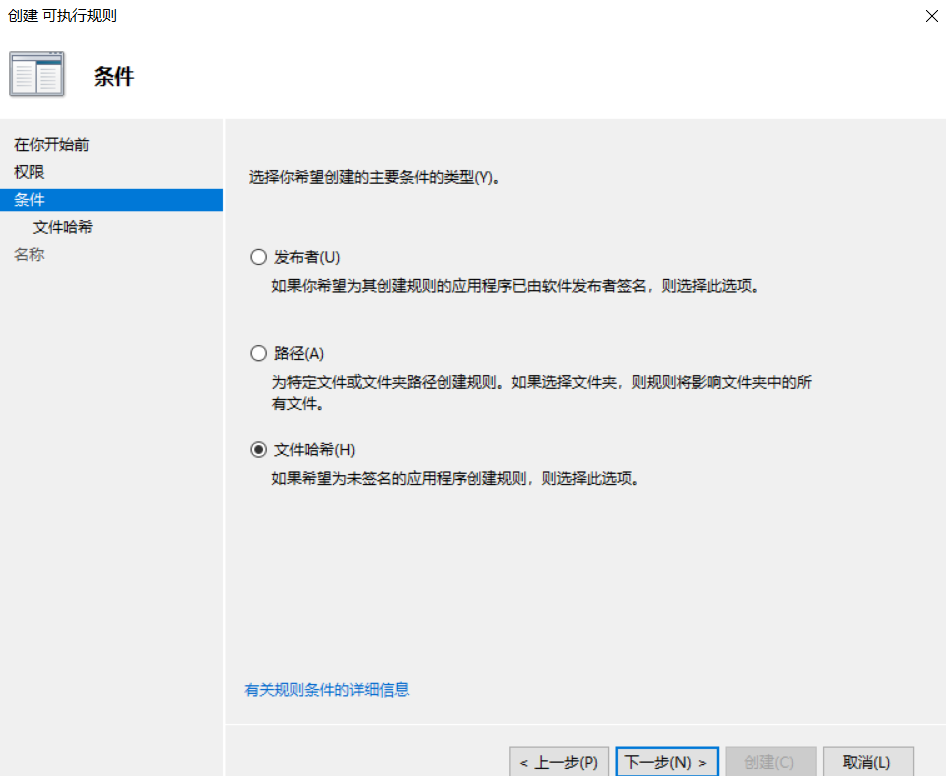 创建 可执行规则
条件
在你开始前
权限
条件
文件哈希
名称
选择你希望创建的主要条件的类型(Y)。
发布者(U)
如果你希望为其创建规则的应用程序已由软件发布者签名，则选择此选项。
路径(A)
为特定文件或文件夹路径创建规则。如果选择文件夹，则规则将影响文件夹中的所
有文件。
文件哈希(H)
如果希望为未签名的应用程序创建规则，则选择此选项。
有关规则条件的详细信息
< 上一步(P) 下一步(N) > 创建(C) 取消(L)